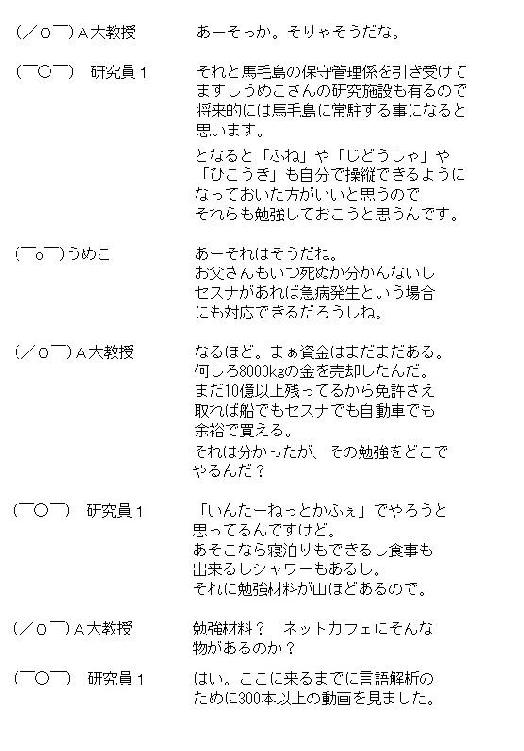 (／O￣)A大教授 あーそっか。そりゃそうだな。
(￣○￣) 研究員1 それと馬毛島の保守管理係を引き受けて
ますしうめこさんの研究施設も有るので
将来的には馬毛島に常駐する事になると
思います。
となると「ふね」や「じどうしゃ」や
「ひこうき」も自分で操縦できるように
なっておいた方がいいと思うので
それらも勉強しておこうと思うんです。
(￣o￣)うめこ あーそれはそうだね。
お父さんもいつ死ぬか分かんないし
セスナがあれば急病発生という場合
にも対応できるだろうしね。
(／O￣)A大教授 なるほど。まぁ資金はまだまだある。
何しろ8000kgの金を売却したんだ。
まだ10億以上残ってるから免許さえ
取れば船でもセスナでも自動車でも
余裕で買える。
それは分かったが、その勉強をどこで
やるんだ？
(￣○￣) 研究員1 「いんたーねっとかふぇ」でやろうと
思ってるんですけど。
あそこなら寝泊りもできるし食事も
出来るしシャワーもあるし。
それに勉強材料が山ほどあるので。
(／O￣)A大教授 勉強材料？　ネットカフェにそんな
物があるのか？
(￣○￣) 研究員1 はい。ここに来るまでに言語解析の
ために300本以上の動画を見ました。